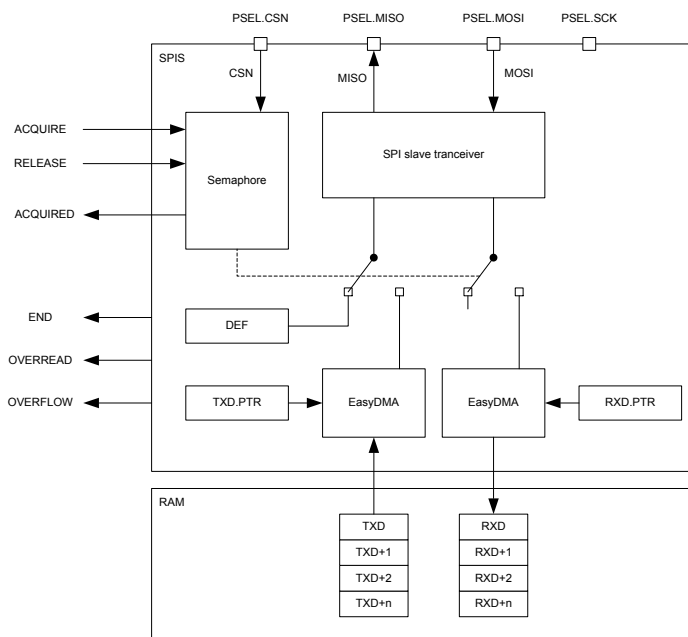 PSEL.CSN PSEL.MISO PSEL.MOSI PSEL.SCK
SPIS
CSN MISO MOSI
ACQUIRE
RELEASE
ACQUIRED
Semaphore
SPI slave tranceiver
END
OVERREAD
OVERFLOW
DEF
TXD.PTR EasyDMA EasyDMA RXD.PTR
RAM
TXD RXD
TXD+1 RXD+1
TXD+2 RXD+2
TXD+n RXD+n